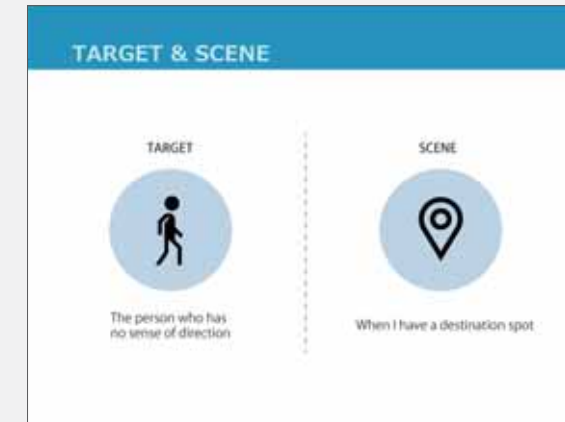 TARGET & SCENE
TARGET
The person who has
no sense of direction
SCENE
When I have a destination spot